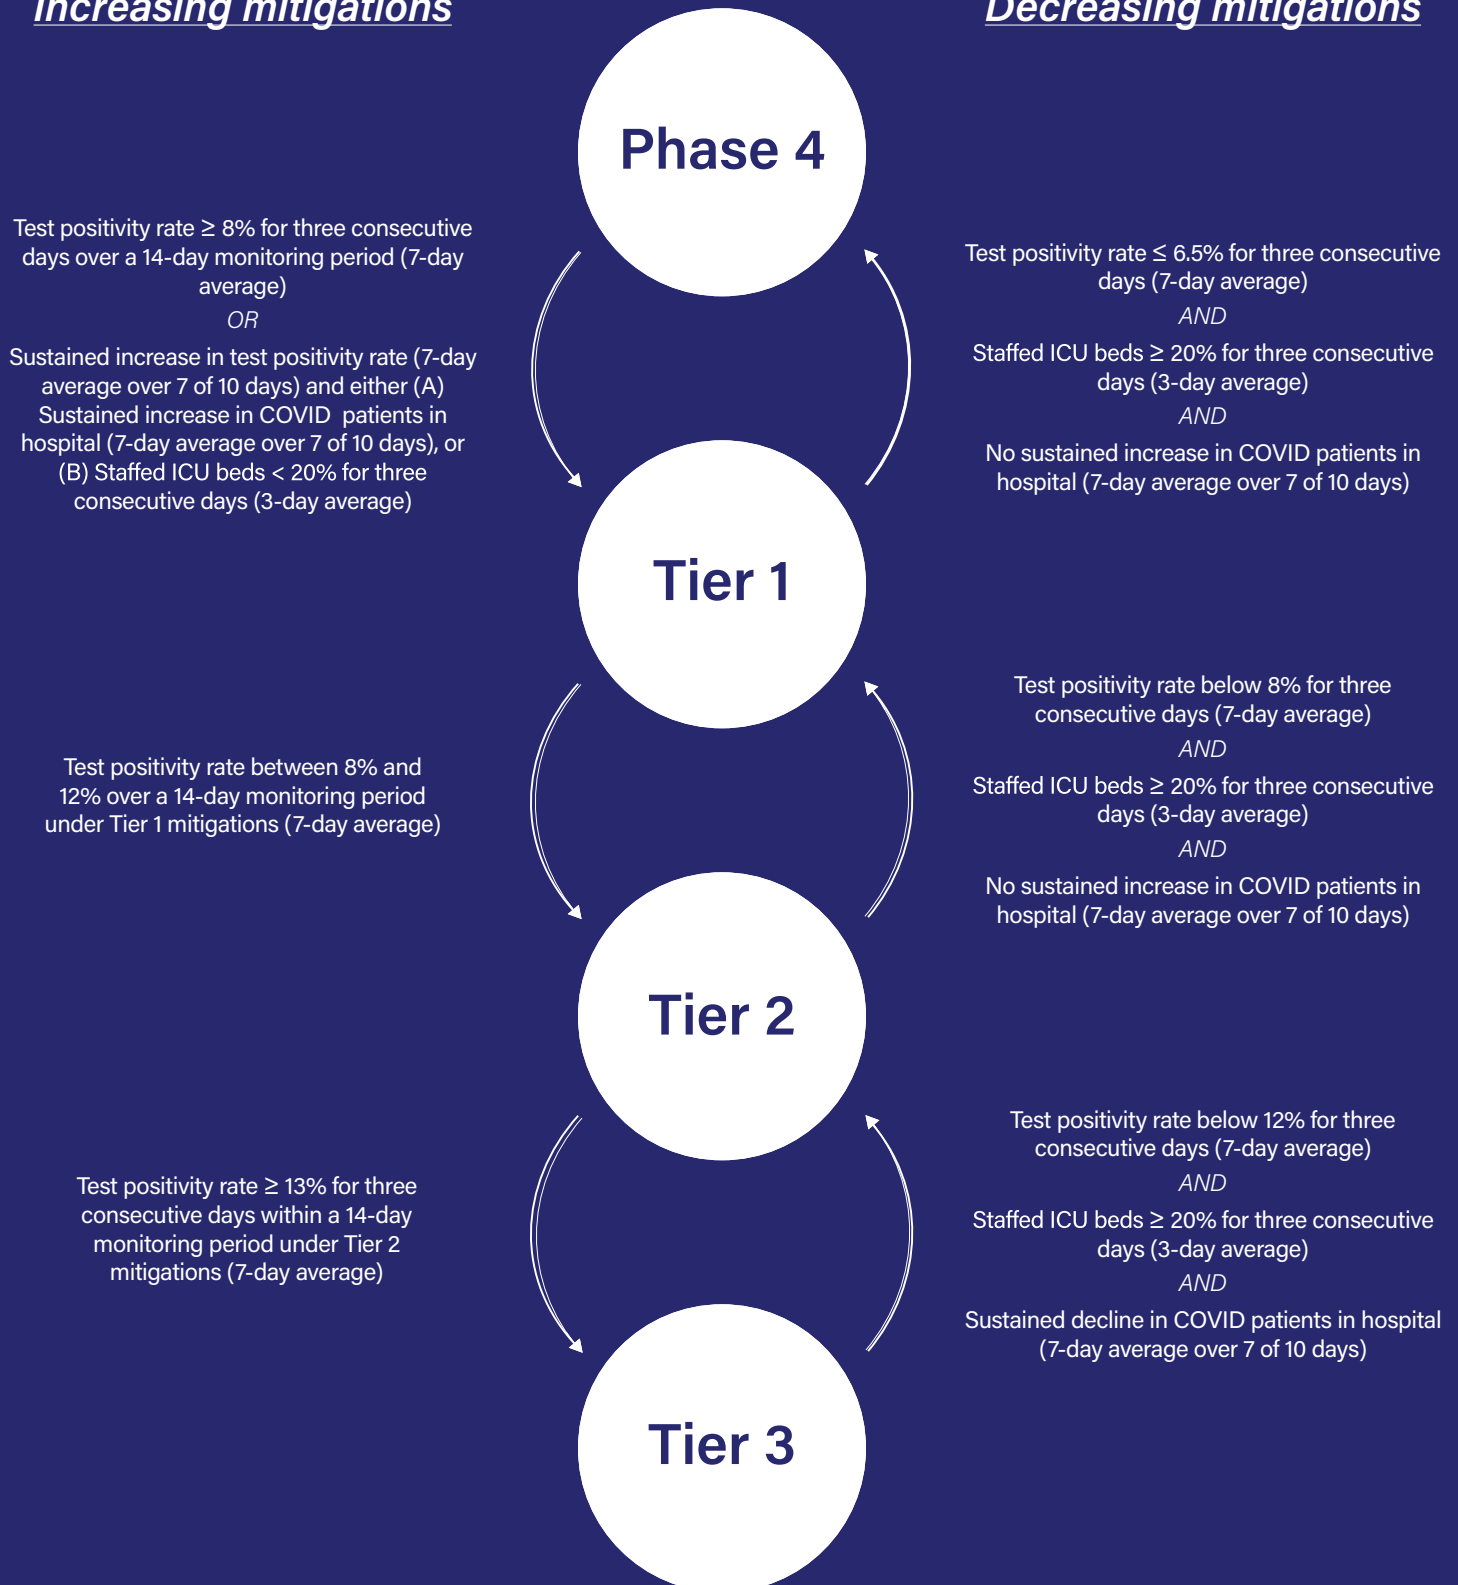 Increasing mitigations
Decreasing mitigations
Phase 4
Test positivity rate ≥ 8% for three consecutive
days over a 14-day monitoring period (7-day
average)
OR
Sustained increase in test positivity rate (7-day
average over 7 of 10 days) and either (A)
Sustained increase in COVID patients in
hospital (7-day average over 7 of 10 days), or
(B) Staffed ICU beds < 20% for three
consecutive days (3-day average)
Test positivity rate ≤ 6.5% for three consecutive
days (7-day average)
AND
Staffed ICU beds ≥ 20% for three consecutive
days (3-day average)
AND
No sustained increase in COVID patients in
hospital (7-day average over 7 of 10 days)
Tier 1
Test positivity rate between 8% and
12% over a 14-day monitoring period
under Tier 1 mitigations (7-day average)
Test positivity rate below 8% for three
consecutive days (7-day average)
AND
Staffed ICU beds ≥ 20% for three consecutive
days (3-day average)
AND
No sustained increase in COVID patients in
hospital (7-day average over 7 of 10 days)
Tier 2
Test positivity rate ≥ 13% for three
consecutive days within a 14-day
monitoring period under Tier 2
mitigations (7-day average)
Test positivity rate below 12% for three
consecutive days (7-day average)
AND
Staffed ICU beds ≥ 20% for three consecutive
days (3-day average)
AND
Sustained decline in COVID patients in hospital
(7-day average over 7 of 10 days)
Tier 3